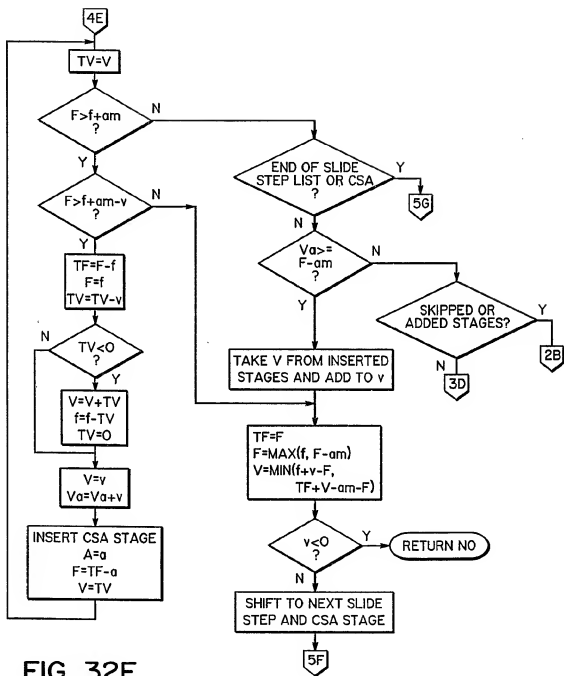 4E
TV=V
F>f+am
?
N
Y
F>f+am-v
?
N
Y
TF=F-f
F=f
TV=TV-v
TV<0
?
N
Y
V=V+TV
f=f-TV
TV=0
V=v
Va=Va+v
INSERT CSA STAGE
A=a
F=TF-a
V=TV
END OF SLIDE
STEP LIST OR CSA
?
Y
5G
N
Va>=
F-am
?
N
Y
SKIPPED OR
ADDED STAGES?
Y
2B
N
3D
TAKE V FROM INSERTED
STAGES AND ADD TO v
TF=F
F=MAX(f, F-am)
V=MIN(f+v-F,
TF+V-am-F)
v<0
?
Y
RETURN NO
N
SHIFT TO NEXT SLIDE
STEP AND CSA STAGE
5F